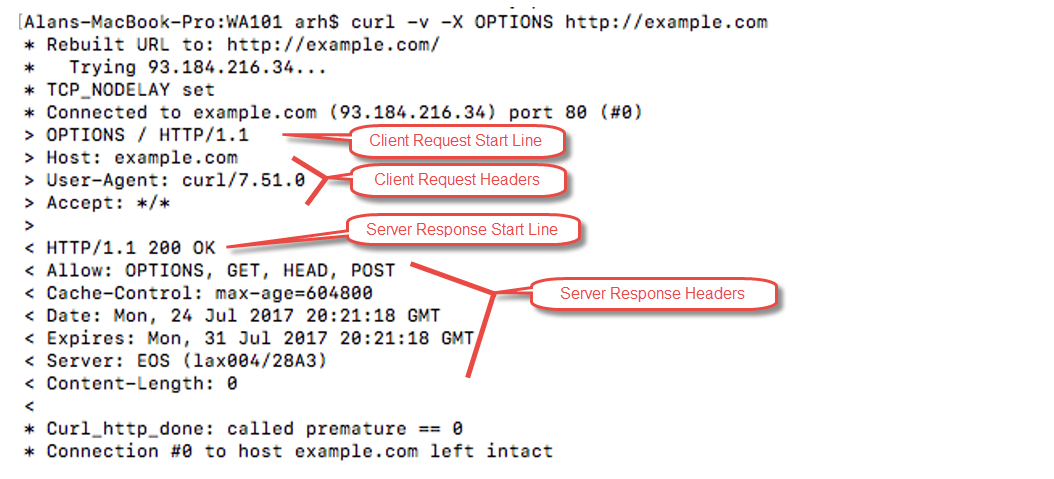 [Alans-MacBook-Pro:WA101 arh$ curl -v -X OPTIONS http://example.com
* Rebuilt URL to: http://example.com/
*   Trying 93.184.216.34...
* TCP_NODELAY set
* Connected to example.com (93.184.216.34) port 80 (#0)
> OPTIONS / HTTP/1.1
Client Request Start Line
> Host: example.com
> User-Agent: curl/7.51.0
Client Request Headers
> Accept: */*
>
Server Response Start Line
< HTTP/1.1 200 OK
< Allow: OPTIONS, GET, HEAD, POST
< Cache-Control: max-age=604800
Server Response Headers
< Date: Mon, 24 Jul 2017 20:21:18 GMT
< Expires: Mon, 31 Jul 2017 20:21:18 GMT
< Server: EOS (lax004/28A3)
< Content-Length: 0
<
* Curl_http_done: called premature == 0
* Connection #0 to host example.com left intact